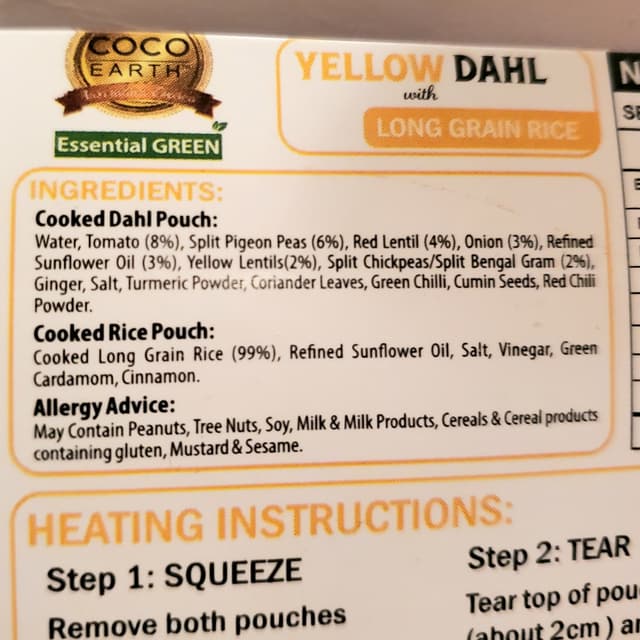 COCO
EARTH
Essential GREEN
YELLOW DAHL
with
LONG GRAIN RICE
INGREDIENTS:
Cooked Dahl Pouch:
Water, Tomato (8%), Split Pigeon Peas (6%), Red Lentil (4%), Onion (3%), Refined
Sunflower Oil (3%), Yellow Lentils(2%), Split Chickpeas/Split Bengal Gram (2%),
Ginger, Salt, Turmeric Powder, Coriander Leaves, Green Chilli, Cumin Seeds, Red Chili
Powder.
Cooked Rice Pouch:
Cooked Long Grain Rice (99%), Refined Sunflower Oil, Salt, Vinegar, Green
Cardamom, Cinnamon.
Allergy Advice:
May Contain Peanuts, Tree Nuts, Soy, Milk & Milk Products, Cereals & Cereal products
containing gluten, Mustard & Sesame.
HEATING INSTRUCTIONS:
Step 1: SQUEEZE
Remove both pouches
Step 2: TEAR
Tear top of pou
(about 2cm) a